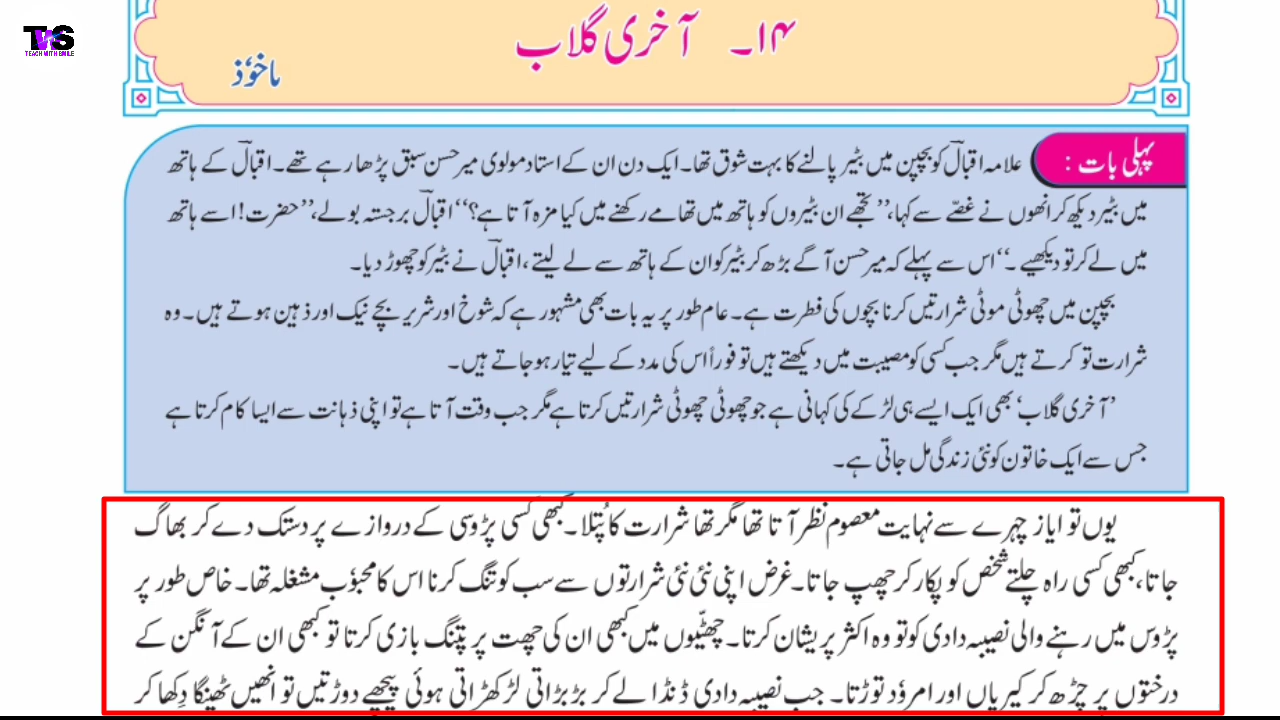 TWS
TEACH WITH SMILE
۱۴۔ آخری گلاب
ماخوذ
پہلی بات :
علامہ اقبالؔ کو بچپن میں بٹیر پالنے کا بہت شوق تھا۔ ایک دن ان کے استاد مولوی میر حسن سبق پڑھا رہے تھے۔ اقبالؔ کے ہاتھ
میں بٹیر دیکھ کر انھوں نے غصّے سے کہا، ’’تجھے ان بٹیروں کو ہاتھ میں تھامے رکھنے میں کیا مزہ آتا ہے؟‘‘ اقبالؔ برجستہ بولے، ’’حضرت! اسے ہاتھ
میں لے کر تو دیکھیے۔‘‘ اس سے پہلے کہ میر حسن آگے بڑھ کر بٹیر کو ان کے ہاتھ سے لے لیتے، اقبالؔ نے بٹیر کو چھوڑ دیا۔
بچپن میں چھوٹی موٹی شرارتیں کرنا بچوں کی فطرت ہے۔ عام طور پر یہ بات بھی مشہور ہے کہ شوخ اور شریر بچے نیک اور ذہین ہوتے ہیں۔ وہ
شرارت تو کرتے ہیں مگر جب کسی کو مصیبت میں دیکھتے ہیں تو فوراً اس کی مدد کے لیے تیار ہو جاتے ہیں۔
’آخری گلاب‘ بھی ایک ایسے ہی لڑکے کی کہانی ہے جو چھوٹی چھوٹی شرارتیں کرتا ہے مگر جب وقت آتا ہے تو اپنی ذہانت سے ایسا کام کرتا ہے
جس سے ایک خاتون کو نئی زندگی مل جاتی ہے۔
یوں تو ایاز چہرے سے نہایت معصوم نظر آتا تھا مگر تھا شرارت کا پُتلا۔ کبھی کسی پڑوسی کے دروازے پر دستک دے کر بھاگ
جاتا، کبھی کسی راہ چلتے شخص کو پکار کر چھپ جاتا۔ غرض اپنی نئی نئی شرارتوں سے سب کو تنگ کرنا اس کا محبوٗب مشغلہ تھا۔ خاص طور پر
پڑوس میں رہنے والی نصیبہ دادی کو تو وہ اکثر پریشان کرتا۔ چھٹیّوں میں کبھی ان کی چھت پر پتنگ بازی کرتا تو کبھی ان کے آنگن کے
درختوں پر چڑھ کر کیریاں اور امروٗد توڑتا۔ جب نصیبہ دادی ڈنڈا لے کر بڑبڑاتی لڑکھڑاتی ہوئی پیچھے دوڑتیں تو انھیں ٹھینگا دِکھا کر